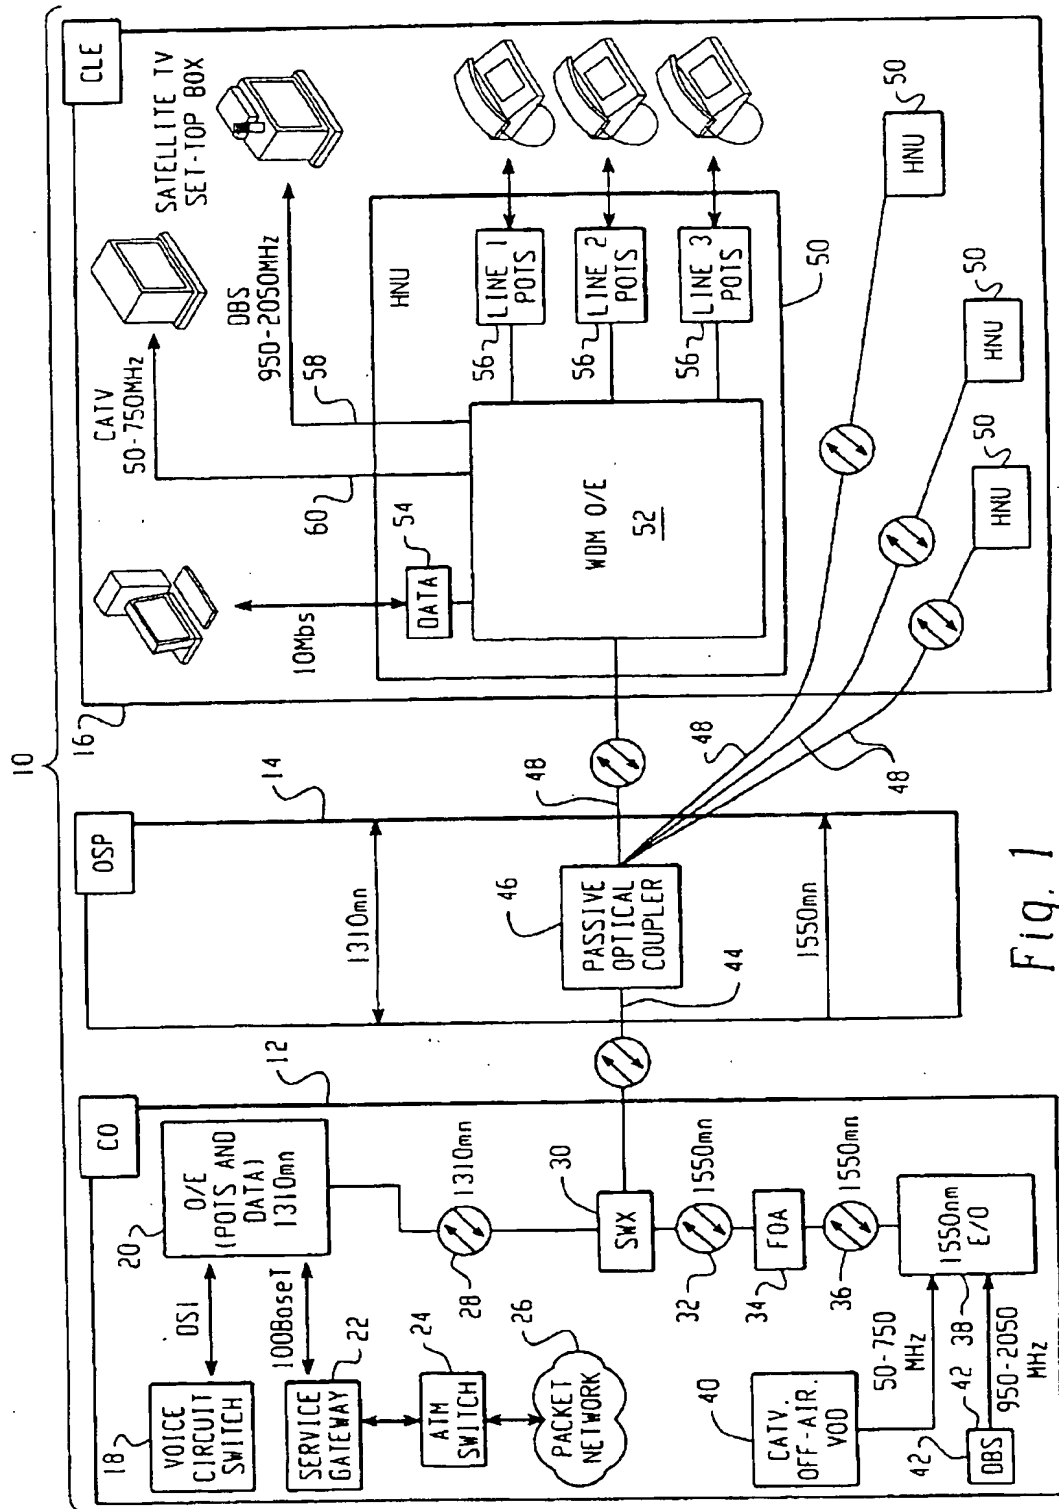 10
CO
12
18
VOICE
CIRCUIT
SWITCH
DS1
20
O/E
(POTS AND
DATA)
1310mn
100BaseT
SERVICE
GATEWAY
22
ATM
SWITCH
24
PACKET
NETWORK
26
28
1310mn
30
SWX
32
1550mn
34
FOA
36
1550mn
1550nm
E/O
38
40
CATV.
OFF-AIR.
VOD
50-750
MHz
42
DBS
42
950-2050
MHz
OSP
14
1310mn
46
PASSIVE
OPTICAL
COUPLER
44
1550mn
48
48
48
CLE
16
10Mbs
DATA
54
CATV
50-750MHz
60
SATELLITE TV
SET-TOP BOX
DBS
950-2050MHz
58
HNU
WDM O/E
52
LINE 1
POTS
56
LINE 2
POTS
56
LINE 3
POTS
56
50
HNU
50
HNU
50
HNU
50
Fig. 1